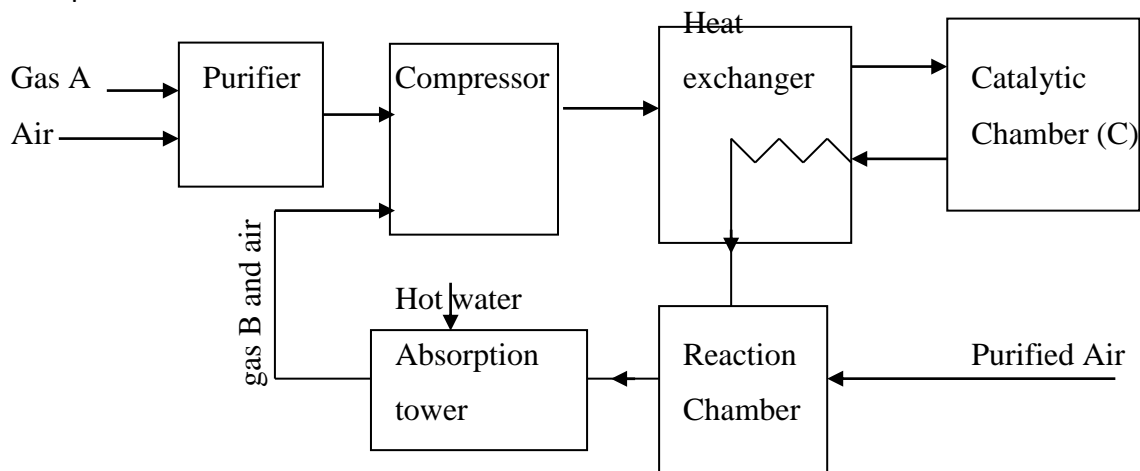 Gas A
Air
Purifier
Compressor
Heat
exchanger
Catalytic
Chamber (C)
gas B and air
Hot water
Absorption
tower
Reaction
Chamber
Purified Air